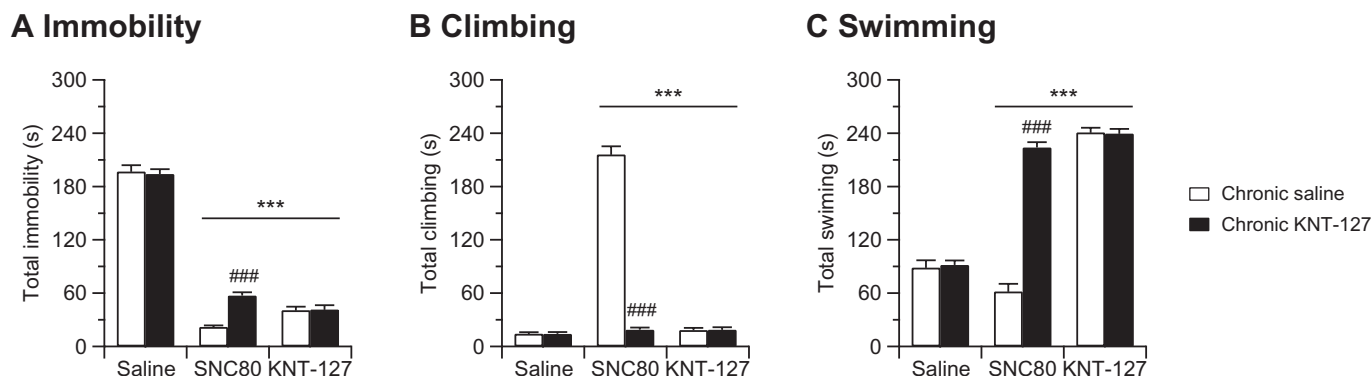 A Immobility
B Climbing
C Swimming
Total immobility (s)
300
240
180
120
60
0
***
###
Saline
SNC80
KNT-127
Total climbing (s)
300
240
180
120
60
0
***
###
Saline
SNC80
KNT-127
Total swiming (s)
300
240
180
120
60
0
***
###
Saline
SNC80
KNT-127
Chronic saline
Chronic KNT-127